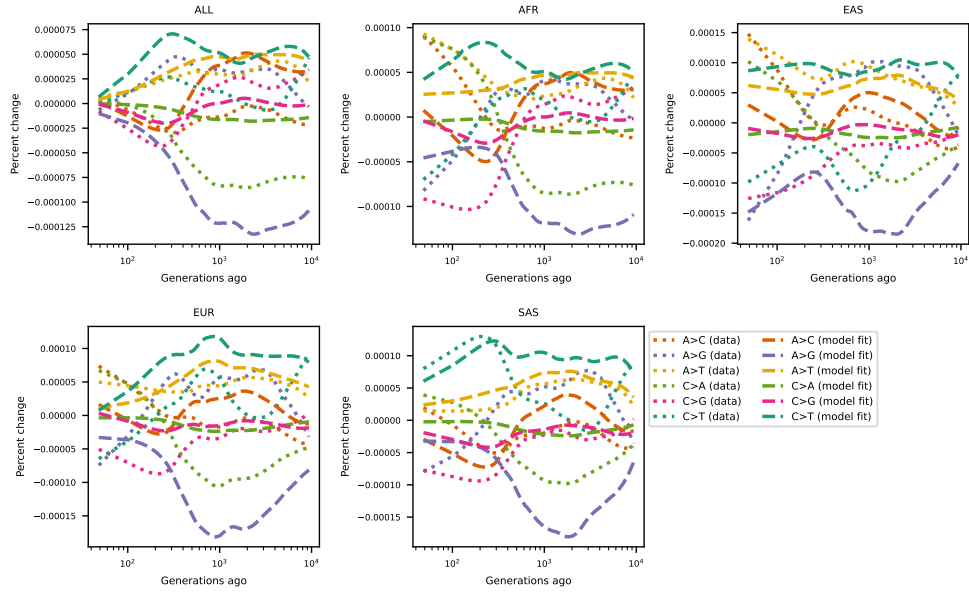 ALL
AFR
EAS
Percent change
0.000075
0.000050
0.000025
0.000000
−0.000025
−0.000050
−0.000075
−0.000100
−0.000125
10²
10³
10⁴
Generations ago
Percent change
0.00010
0.00005
0.00000
−0.00005
−0.00010
10²
10³
10⁴
Generations ago
Percent change
0.00015
0.00010
0.00005
0.00000
−0.00005
−0.00010
−0.00015
−0.00020
10²
10³
10⁴
Generations ago
EUR
SAS
Percent change
0.00010
0.00005
0.00000
−0.00005
−0.00010
−0.00015
10²
10³
10⁴
Generations ago
Percent change
0.00010
0.00005
0.00000
−0.00005
−0.00010
−0.00015
10²
10³
10⁴
Generations ago
A>C (data) A>C (model fit)
A>G (data) A>G (model fit)
A>T (data) A>T (model fit)
C>A (data) C>A (model fit)
C>G (data) C>G (model fit)
C>T (data) C>T (model fit)